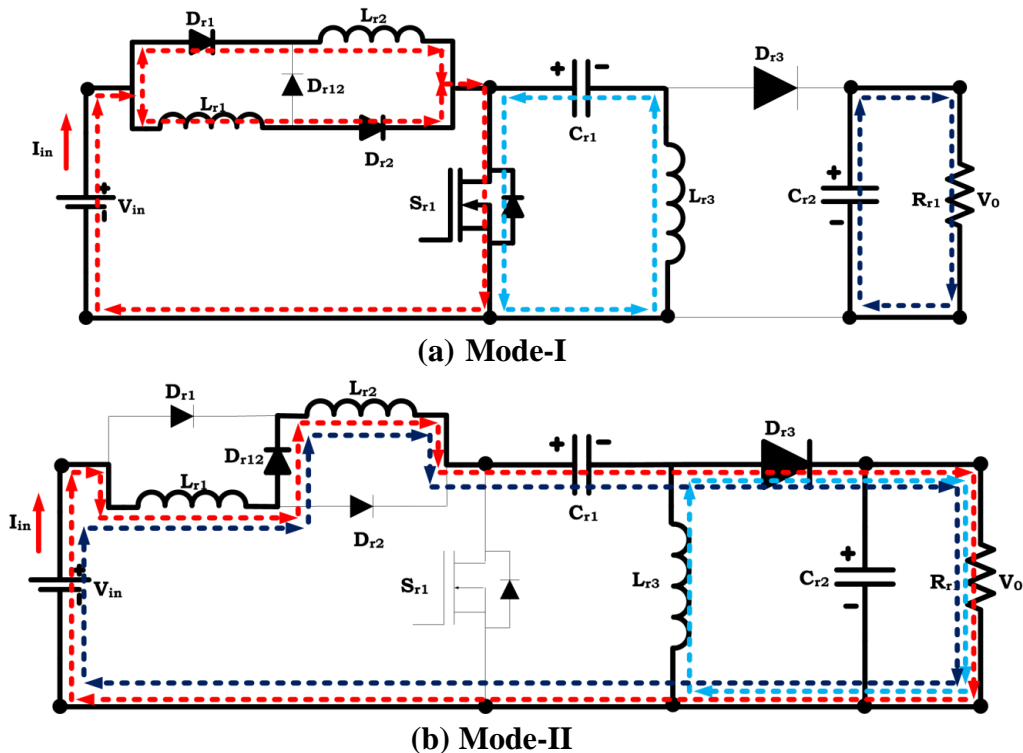 Dr1
Lr2
Dr3
Dr12
Lr1
Cr1
Dr2
Iin
Vin
Sr1
Lr3
Cr2
Rr1
V0
(a) Mode-I
Dr1
Lr2
Dr3
Dr12
Lr1
Cr1
Dr2
Iin
Vin
Sr1
Lr3
Cr2
Rr1
V0
(b) Mode-II